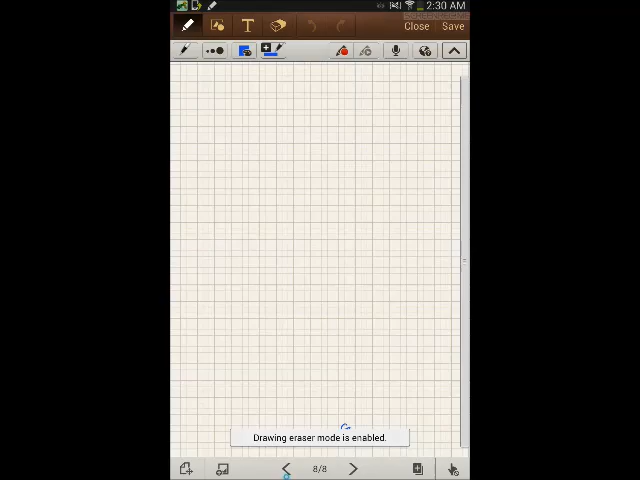 2:30 AM
T
Close
Save
Drawing eraser mode is enabled.
8/8